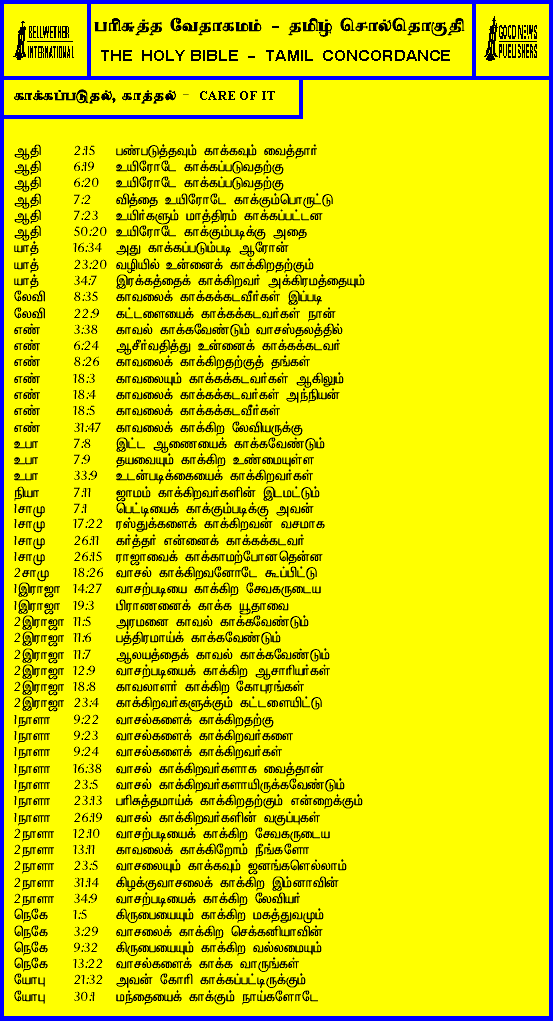 BELLWETHER INTERNATIONAL
பரிசுத்த வேதாகமம் - தமிழ் சொல்தொகுதி
THE HOLY BIBLE - TAMIL CONCORDANCE
GOOD NEWS PUBLISHERS
காக்கப்படுதல், காத்தல் - CARE OF IT
ஆதி 2:15 பண்படுத்தவும் காக்கவும் வைத்தார்
ஆதி 6:19 உயிரோடே காக்கப்படுவதற்கு
ஆதி 6:20 உயிரோடே காக்கப்படுவதற்கு
ஆதி 7:2 வித்தை உயிரோடே காக்கும்பொருட்டு
ஆதி 7:23 உயிர்களும் மாத்திரம் காக்கப்பட்டன
ஆதி 50:20 உயிரோடே காக்கும்படிக்கு அதை
யாத் 16:34 அது காக்கப்படும்படி ஆரோன்
யாத் 23:20 வழியில் உன்னைக் காக்கிறதற்கும்
யாத் 34:7 இரக்கத்தைக் காக்கிறவர் அக்கிரமத்தையும்
லேவி 8:35 காவலைக் காக்கக்கடவீர்கள் இப்படி
லேவி 22:9 கட்டளையைக் காக்கக்கடவர்கள் நான்
எண் 3:38 காவல் காக்கவேண்டும் வாசஸ்தலத்தில்
எண் 6:24 ஆசீர்வதித்து உன்னைக் காக்கக்கடவர்
எண் 8:26 காவலைக் காக்கிறதற்குத் தங்கள்
எண் 18:3 காவலையும் காக்கக்கடவர்கள் ஆகிலும்
எண் 18:4 காவலைக் காக்கக்கடவர்கள் அந்நியன்
எண் 18:5 காவலைக் காக்கக்கடவீர்கள்
எண் 31:47 காவலைக் காக்கிற லேவியருக்கு
உபா 7:8 இட்ட ஆணையைக் காக்கவேண்டும்
உபா 7:9 தயவையும் காக்கிற உண்மையுள்ள
உபா 33:9 உடன்படிக்கையைக் காக்கிறவர்கள்
நியா 7:11 ஜாமம் காக்கிறவர்களின் இடமட்டும்
1சாமு 7:1 பெட்டியைக் காக்கும்படிக்கு அவன்
1சாமு 17:22 ரஸ்துக்களைக் காக்கிறவன் வசமாக
1சாமு 26:11 கர்த்தர் என்னைக் காக்கக்கடவர்
1சாமு 26:15 ராஜாவைக் காக்காமற்போனதென்ன
2சாமு 18:26 வாசல் காக்கிறவனோடே கூப்பிட்டு
1இராஜா 14:27 வாசற்படியை காக்கிற சேவகருடைய
1இராஜா 19:3 பிராணனைக் காக்க யூதாவை
2இராஜா 11:5 அரமனை காவல் காக்கவேண்டும்
2இராஜா 11:6 பத்திரமாய்க் காக்கவேண்டும்
2இராஜா 11:7 ஆலயத்தைக் காவல் காக்கவேண்டும்
2இராஜா 12:9 வாசற்படியைக் காக்கிற ஆசாரியர்கள்
2இராஜா 18:8 காவலாளர் காக்கிற கோபுரங்கள்
2இராஜா 23:4 காக்கிறவர்களுக்கும் கட்டளையிட்டு
1நாளா 9:22 வாசல்களைக் காக்கிறதற்கு
1நாளா 9:23 வாசல்களைக் காக்கிறவர்களை
1நாளா 9:24 வாசல்களைக் காக்கிறவர்கள்
1நாளா 16:38 வாசல் காக்கிறவர்களாக வைத்தான்
1நாளா 23:5 வாசல் காக்கிறவர்களாயிருக்கவேண்டும்
1நாளா 23:13 பரிசுத்தமாய்க் காக்கிறதற்கும் என்றைக்கும்
1நாளா 26:19 வாசல் காக்கிறவர்களின் வகுப்புகள்
2நாளா 12:10 வாசற்படியைக் காக்கிற சேவகருடைய
2நாளா 13:11 காவலைக் காக்கிறோம் நீங்களோ
2நாளா 23:5 வாசலையும் காக்கவும் ஜனங்களெல்லாம்
2நாளா 31:14 கிழக்குவாசலைக் காக்கிற இம்னாவின்
2நாளா 34:9 வாசற்படியைக் காக்கிற லேவியர்
நெகே 1:5 கிருபையையும் காக்கிற மகத்துவமும்
நெகே 3:29 வாசலைக் காக்கிற செக்கனியாவின்
நெகே 9:32 கிருபையையும் காக்கிற வல்லமையும்
நெகே 13:22 வாசல்களைக் காக்க வாருங்கள்
யோபு 21:32 அவன் கோரி காக்கப்பட்டிருக்கும்
யோபு 30:1 மந்தையைக் காக்கும் நாய்களோடே